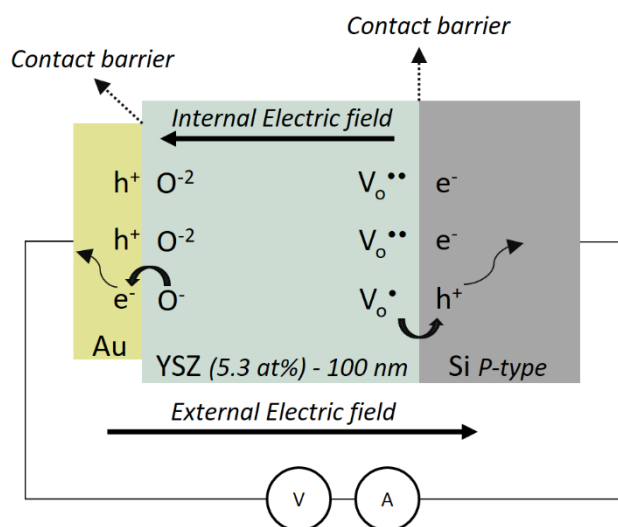 Contact barrier
Contact barrier
Internal Electric field
h⁺ O⁻² Vₒ•• e⁻
h⁺ O⁻² Vₒ•• e⁻
e⁻ O⁻ Vₒ• h⁺
Au
YSZ (5.3 at%) - 100 nm
Si P-type
External Electric field
V A